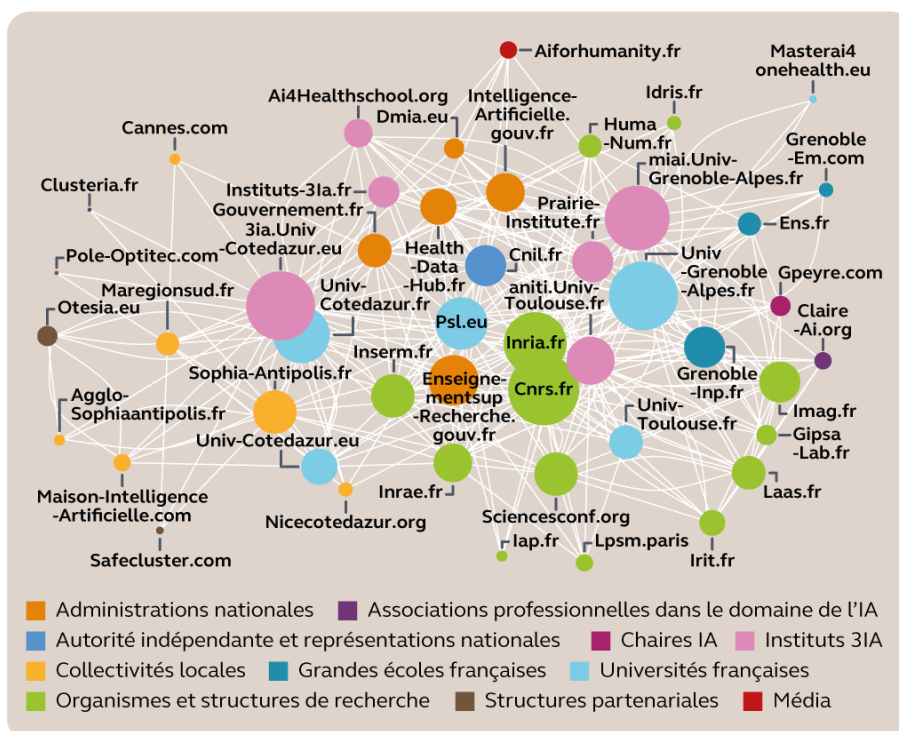 Aiforhumanity.fr
Masterai4
onehealth.eu
Ai4Healthschool.org
Dmia.eu
Intelligence-
Artificielle.
gouv.fr
Idris.fr
Cannes.com
Huma
-Num.fr
Grenoble
-Em.com
miai.Univ-
Grenoble-Alpes.fr
Clusteria.fr
Instituts-3Ia.fr
Gouvernement.fr
Prairie-
Institute.fr
Ens.fr
3ia.Univ
-Cotedazur.eu
Health
-Data
-Hub.fr
Cnil.fr
Univ
-Grenoble
-Alpes.fr
Pole-Optitec.com
Gpeyre.com
Maregionsud.fr
Univ-
Cotedazur.fr
aniti.Univ-
Toulouse.fr
Otesia.eu
Claire
-Ai.org
Psl.eu
Inria.fr
Inserm.fr
Sophia-Antipolis.fr
Enseigne-
mentsup
-Recherche.
gouv.fr
Cnrs.fr
Grenoble-
Inp.fr
Agglo-
Sophiaantipolis.fr
Univ-
Toulouse.fr
Imag.fr
Univ-Cotedazur.eu
Gipsa
-Lab.fr
Maison-Intelligence
-Artificielle.com
Inrae.fr
Laas.fr
Nicecotedazur.org
Sciencesconf.org
Safecluster.com
Iap.fr
Lpsm.paris
Irit.fr
Administrations nationales
Associations professionnelles dans le domaine de l’IA
Autorité indépendante et représentations nationales
Chaires IA
Instituts 3IA
Collectivités locales
Grandes écoles françaises
Universités françaises
Organismes et structures de recherche
Structures partenariales
Média